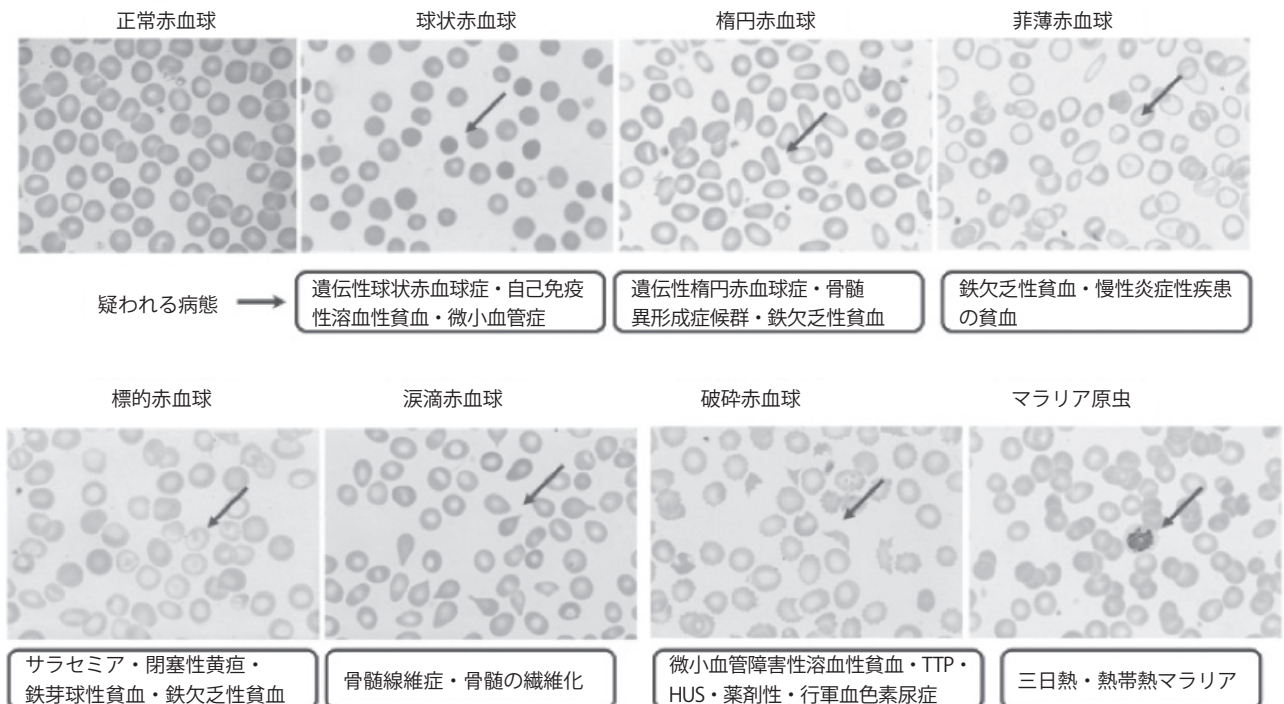 正常赤血球
球状赤血球
楕円赤血球
菲薄赤血球
疑われる病態
遺伝性球状赤血球症・自己免疫
性溶血性貧血・微小血管症
遺伝性楕円赤血球症・骨髄
異形成症候群・鉄欠乏性貧血
鉄欠乏性貧血・慢性炎症性疾患
の貧血
標的赤血球
涙滴赤血球
破砕赤血球
マラリア原虫
サラセミア・閉塞性黄疸・
鉄芽球性貧血・鉄欠乏性貧血
骨髄線維症・骨髄の繊維化
微小血管障害性溶血性貧血・TTP・
HUS・薬剤性・行軍血色素尿症
三日熱・熱帯熱マラリア